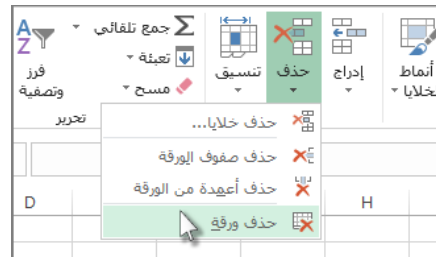 أنماط
الخلايا
إدراج
حذف
تنسيق
جمع تلقائي
تعبئة
مسح
فرز
وتصفية
تحرير
حذف خلايا...
حذف صفوف الورقة
حذف أعمدة من الورقة
حذف ورقة
D
H